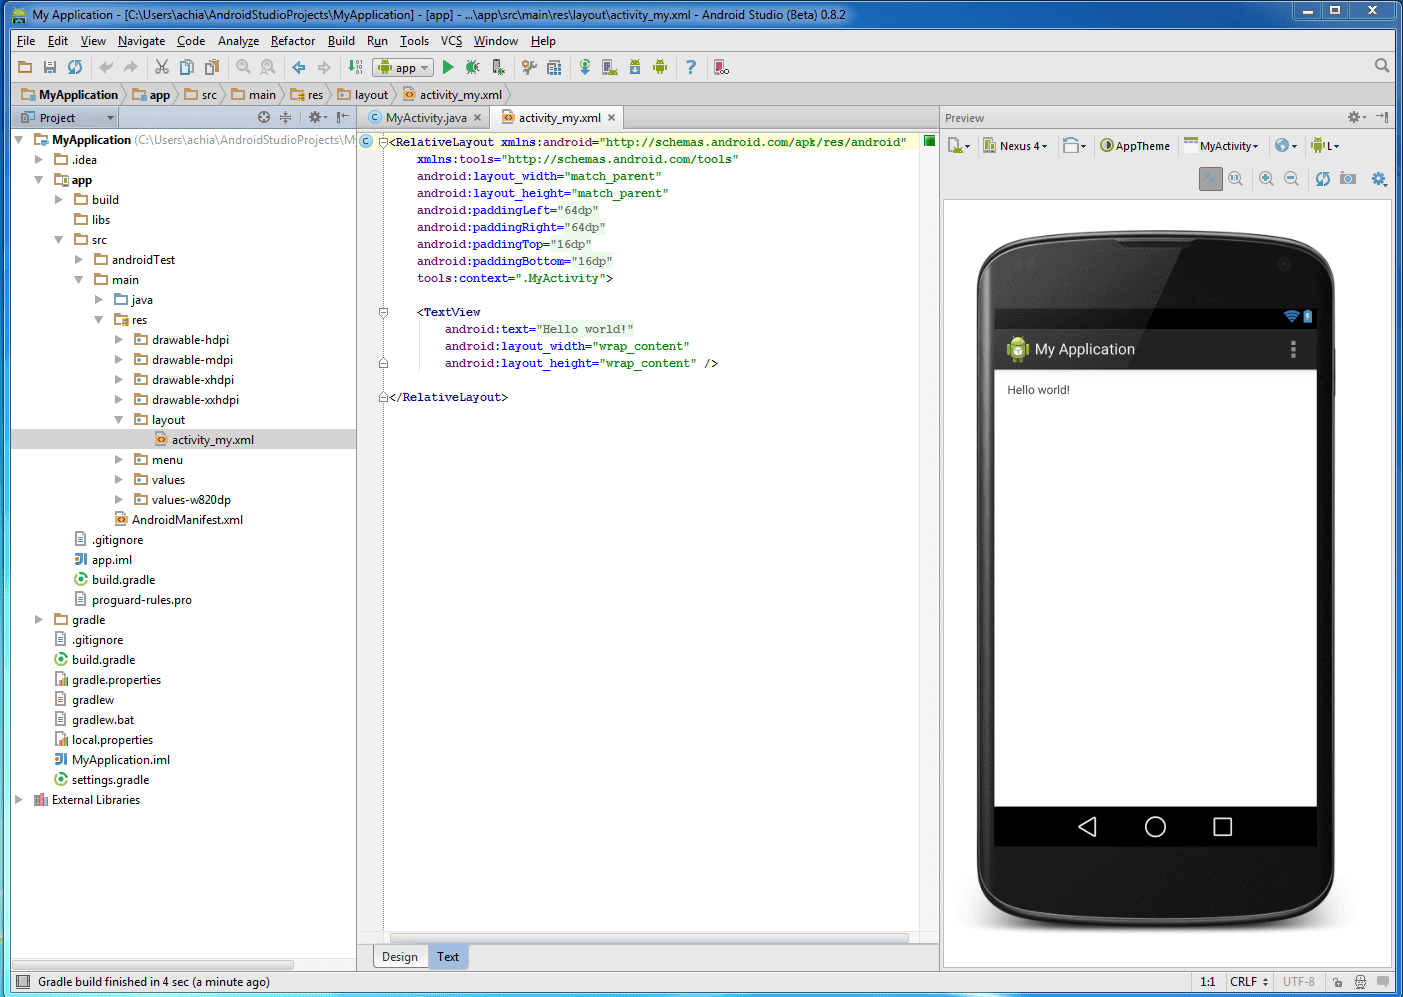 My Application - [C:\Users\achia\AndroidStudioProjects\MyApplication] - [app] - ...\app\src\main\res\layout\activity_my.xml - Android Studio (Beta) 0.8.2
File Edit View Navigate Code Analyze Refactor Build Run Tools VCS Window Help
app
MyApplication app src main res layout activity_my.xml
Project
MyApplication (C:\Users\achia\AndroidStudioProjects\M
.idea
app
build
libs
src
androidTest
main
java
res
drawable-hdpi
drawable-mdpi
drawable-xhdpi
drawable-xxhdpi
layout
activity_my.xml
menu
values
values-w820dp
AndroidManifest.xml
.gitignore
app.iml
build.gradle
proguard-rules.pro
gradle
.gitignore
build.gradle
gradle.properties
gradlew
gradlew.bat
local.properties
MyApplication.iml
settings.gradle
External Libraries
MyActivity.java activity_my.xml
<RelativeLayout xmlns:android="http://schemas.android.com/apk/res/android"
xmlns:tools="http://schemas.android.com/tools"
android:layout_width="match_parent"
android:layout_height="match_parent"
android:paddingLeft="64dp"
android:paddingRight="64dp"
android:paddingTop="16dp"
android:paddingBottom="16dp"
tools:context=".MyActivity">
<TextView
android:text="Hello world!"
android:layout_width="wrap_content"
android:layout_height="wrap_content" />
</RelativeLayout>
Design Text
Preview
Nexus 4 AppTheme MyActivity L
1:1
My Application
Hello world!
Gradle build finished in 4 sec (a minute ago)
1:1 CRLF UTF-8